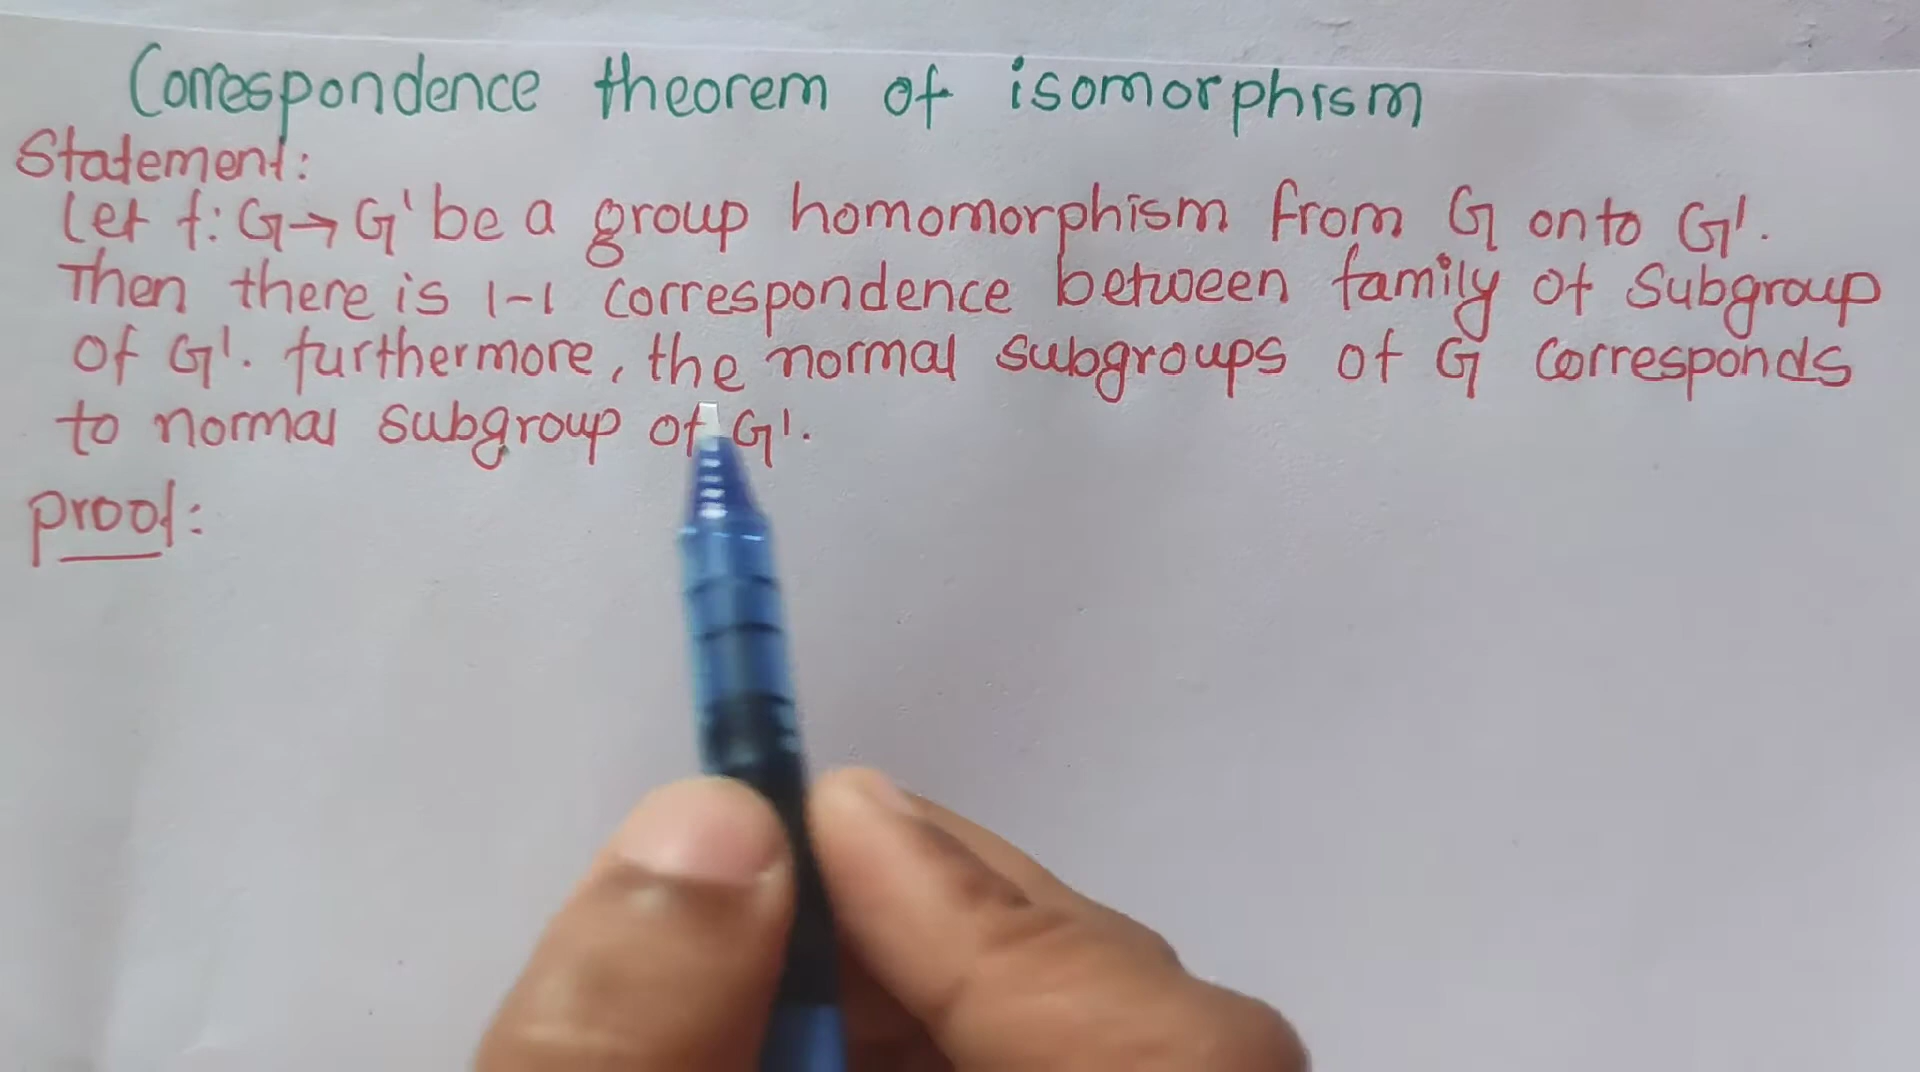 Correspondence theorem of isomorphism
Statement:
Let f: G → G' be a group homomorphism from G onto G'.
Then there is 1-1 correspondence between family of subgroup
of G'. furthermore, the normal subgroups of G corresponds
to normal subgroup of G'.
proof: